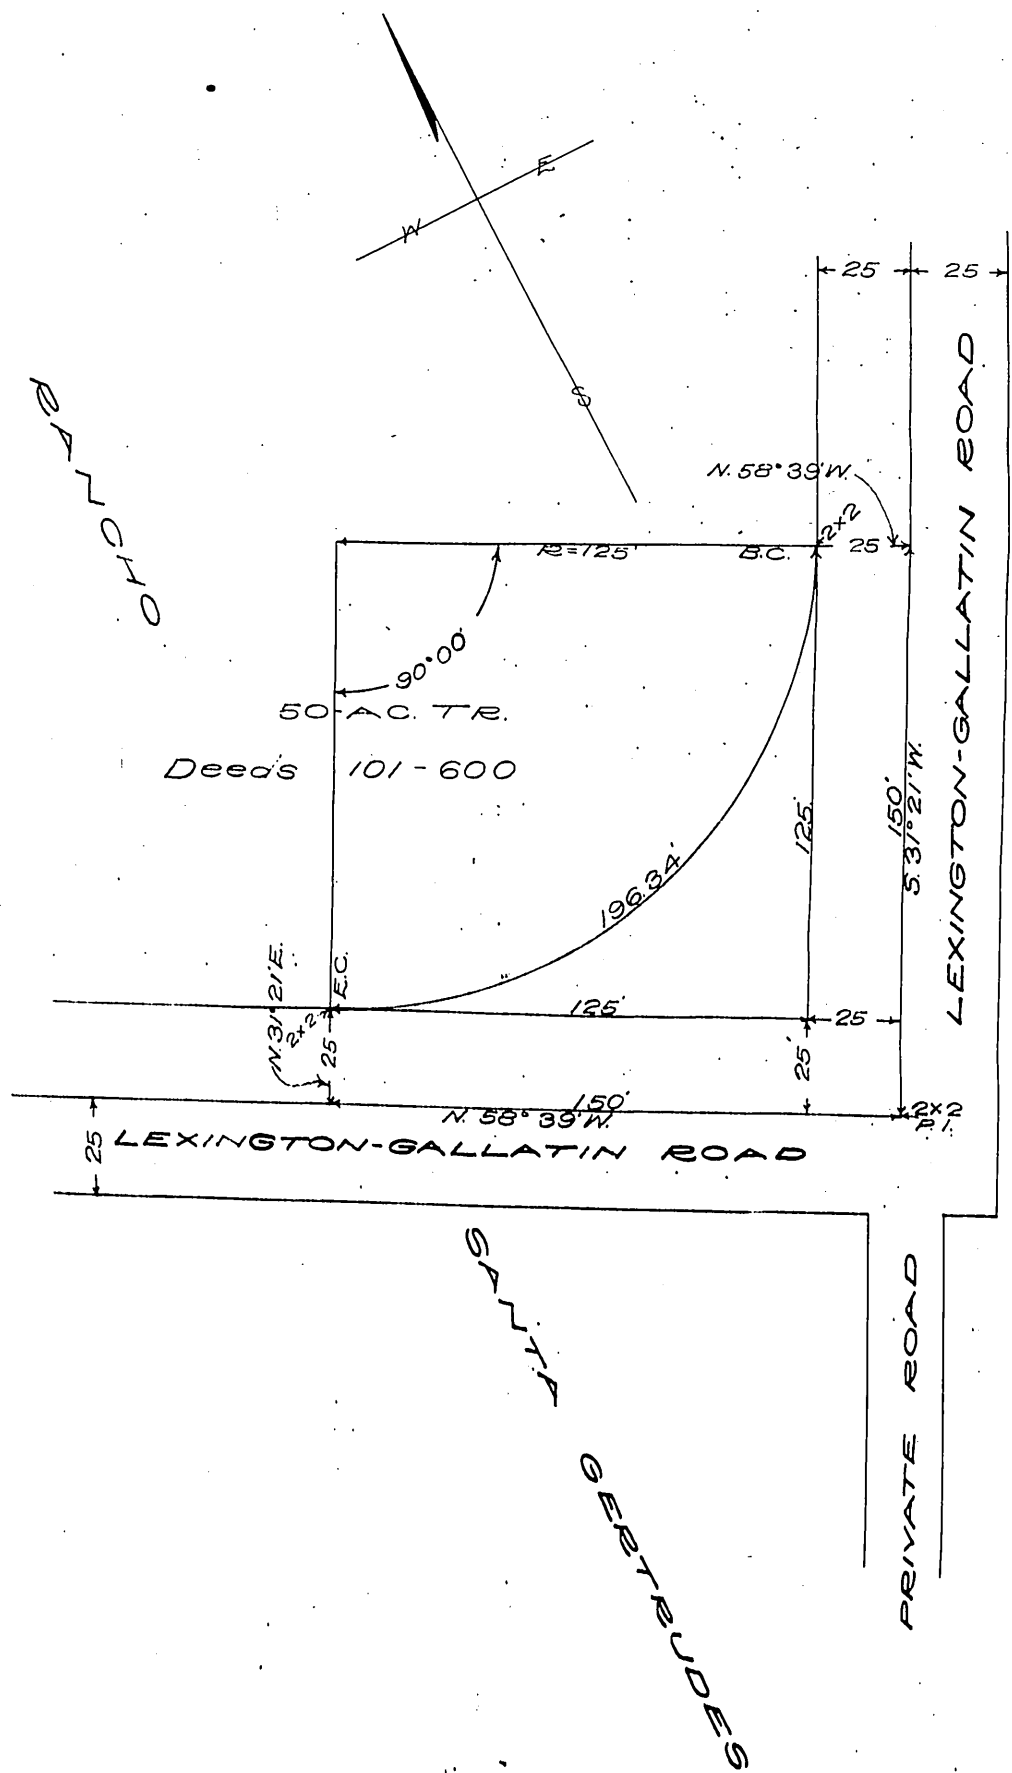 E
W
S
25
25
RANCHO
N.58°39'W.
2x2
R=125'
B.C.
25
90°00'
50-AC. TR.
Deeds 101-600
LEXINGTON-GALLATIN ROAD
125'
150'
S.31°21'W.
196.34'
N.31°21'E.
E.C.
2x2
25
125'
25
25'
150'
N. 58° 39' W.
2x2
P.I.
25
LEXINGTON-GALLATIN ROAD
SANTA GERTRUDES
PRIVATE ROAD